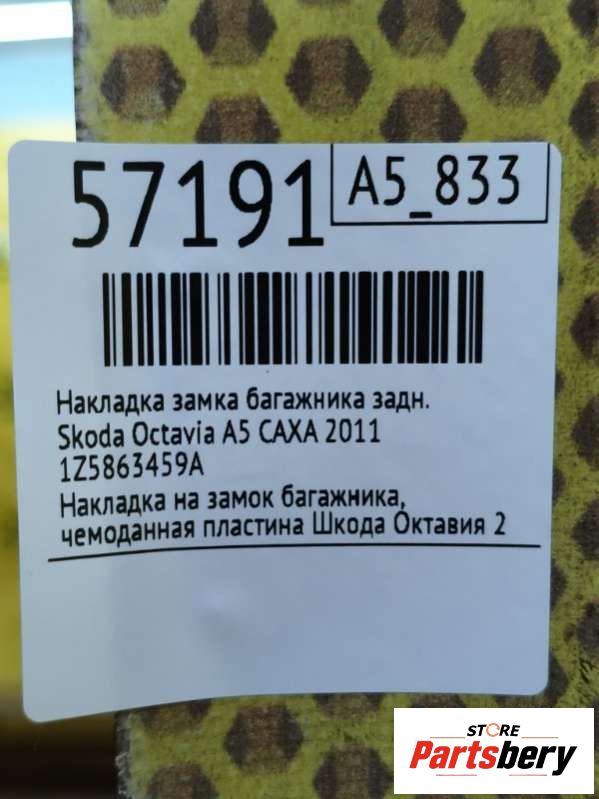 57191
A5_833
Накладка замка багажника задн.
Skoda Octavia A5 CAXA 2011
1Z5863459A
Накладка на замок багажника,
чемоданная пластина Шкода Октавия 2
STORE
Partsbery